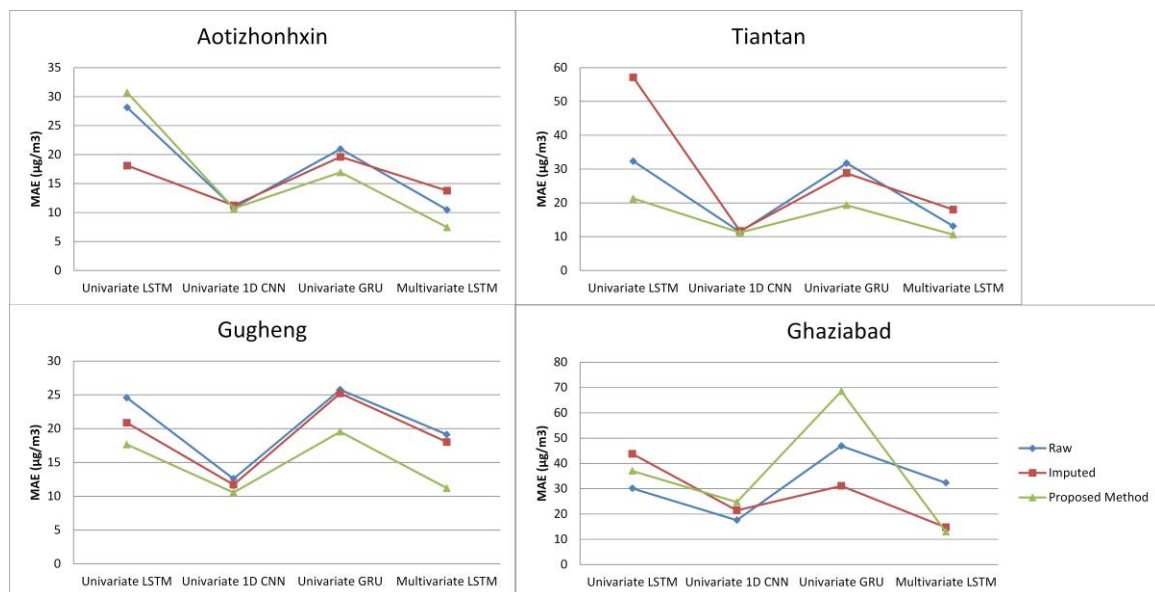 Aotizhonhxin
MAE (µg/m3)
35
30
25
20
15
10
5
0
Univariate LSTM Univariate 1D CNN Univariate GRU Multivariate LSTM
Tiantan
MAE (µg/m3)
60
50
40
30
20
10
0
Univariate LSTM Univariate 1D CNN Univariate GRU Multivariate LSTM
Gugheng
MAE (µg/m3)
30
25
20
15
10
5
0
Univariate LSTM Univariate 1D CNN Univariate GRU Multivariate LSTM
Ghaziabad
MAE (µg/m3)
80
70
60
50
40
30
20
10
0
Univariate LSTM Univariate 1D CNN Univariate GRU Multivariate LSTM
Raw
Imputed
Proposed Method